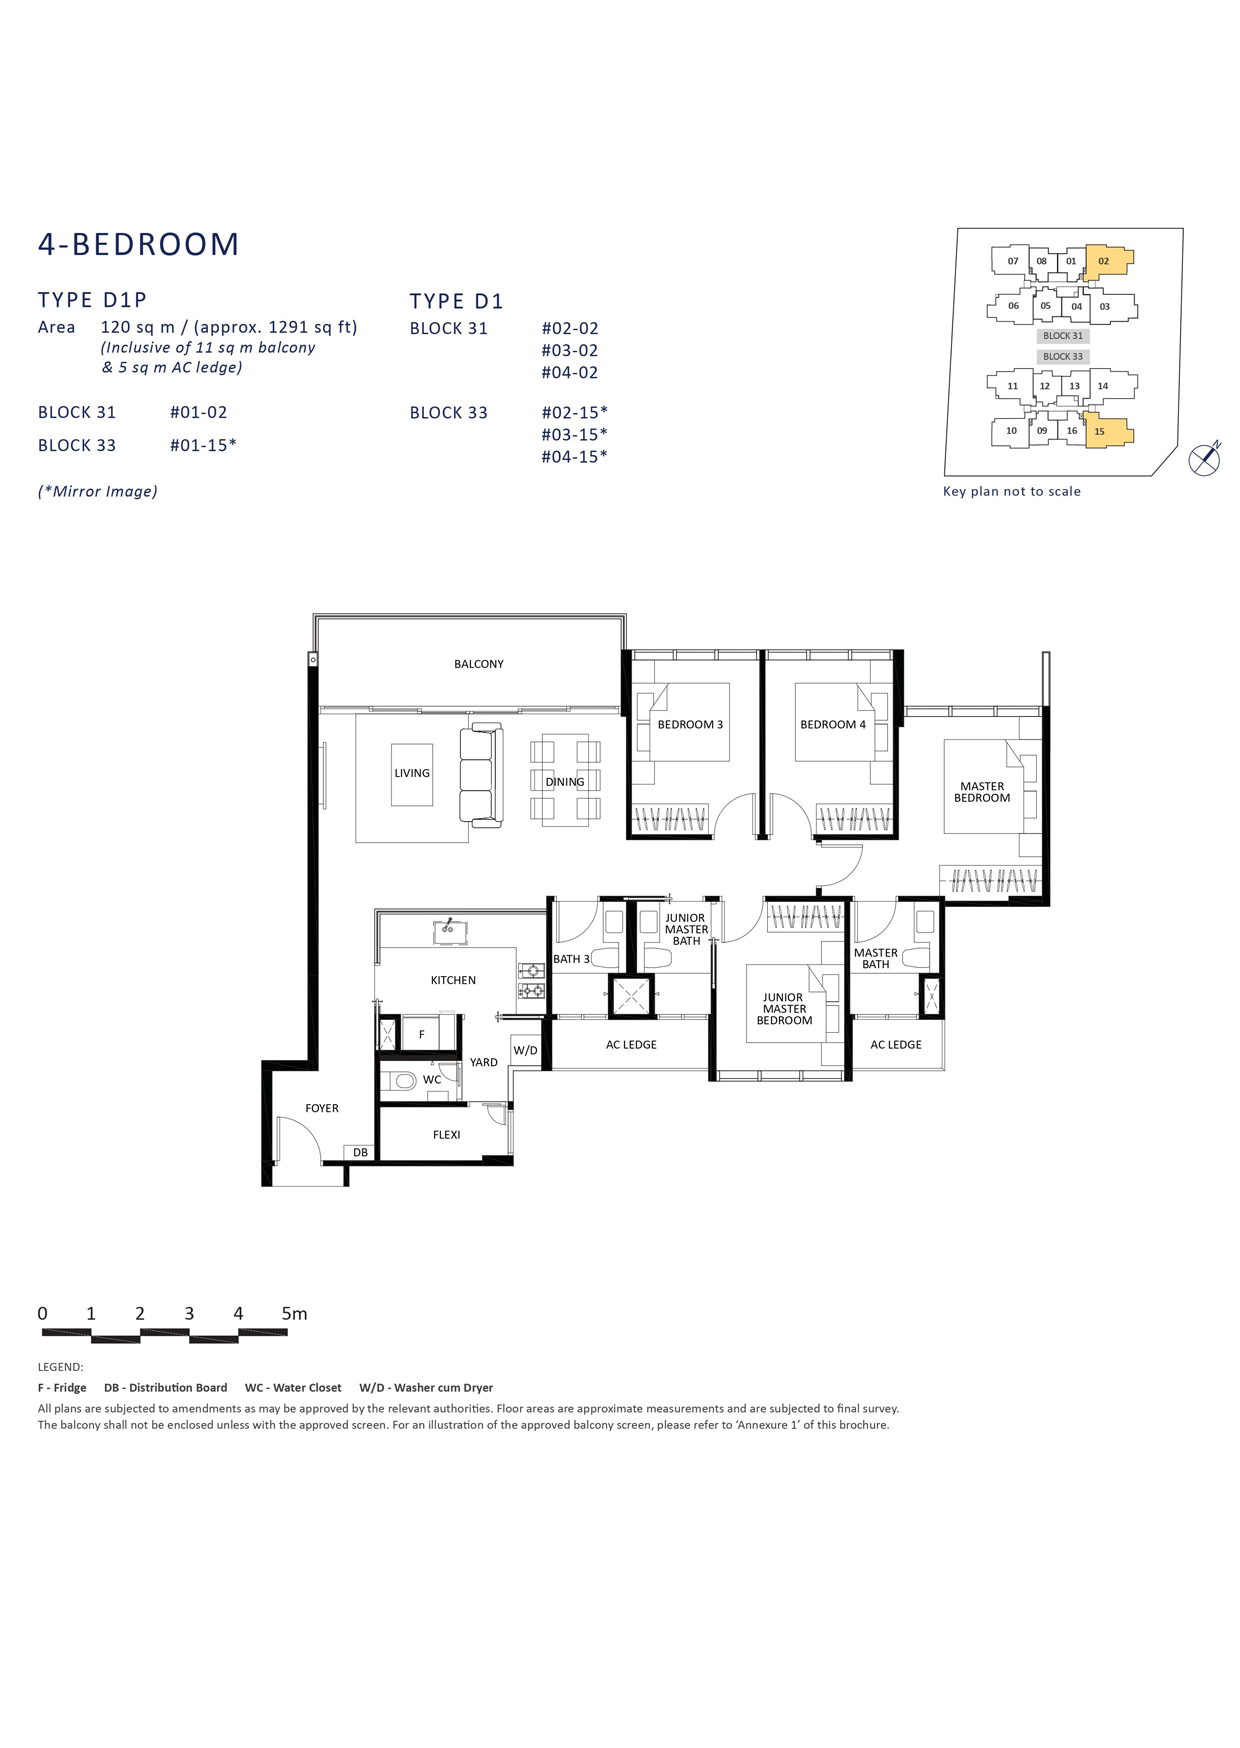 4-BEDROOM
TYPE D1P
Area 120 sq m / (approx. 1291 sq ft)
(Inclusive of 11 sq m balcony
& 5 sq m AC ledge)
BLOCK 31 #01-02
BLOCK 33 #01-15*
(*Mirror Image)
TYPE D1
BLOCK 31 #02-02
#03-02
#04-02
BLOCK 33 #02-15*
#03-15*
#04-15*
07 08 01 02
06 05 04 03
BLOCK 31
BLOCK 33
11 12 13 14
10 09 16 15
N
Key plan not to scale
BALCONY
BEDROOM 3
BEDROOM 4
LIVING
DINING
MASTER
BEDROOM
JUNIOR
MASTER
BATH
BATH 3
MASTER
BATH
KITCHEN
JUNIOR
MASTER
BEDROOM
F
W/D
AC LEDGE
AC LEDGE
YARD
WC
FOYER
FLEXI
DB
0 1 2 3 4 5m
LEGEND:
F - Fridge DB - Distribution Board WC - Water Closet W/D - Washer cum Dryer
All plans are subjected to amendments as may be approved by the relevant authorities. Floor areas are approximate measurements and are subjected to final survey.
The balcony shall not be enclosed unless with the approved screen. For an illustration of the approved balcony screen, please refer to ‘Annexure 1’ of this brochure.